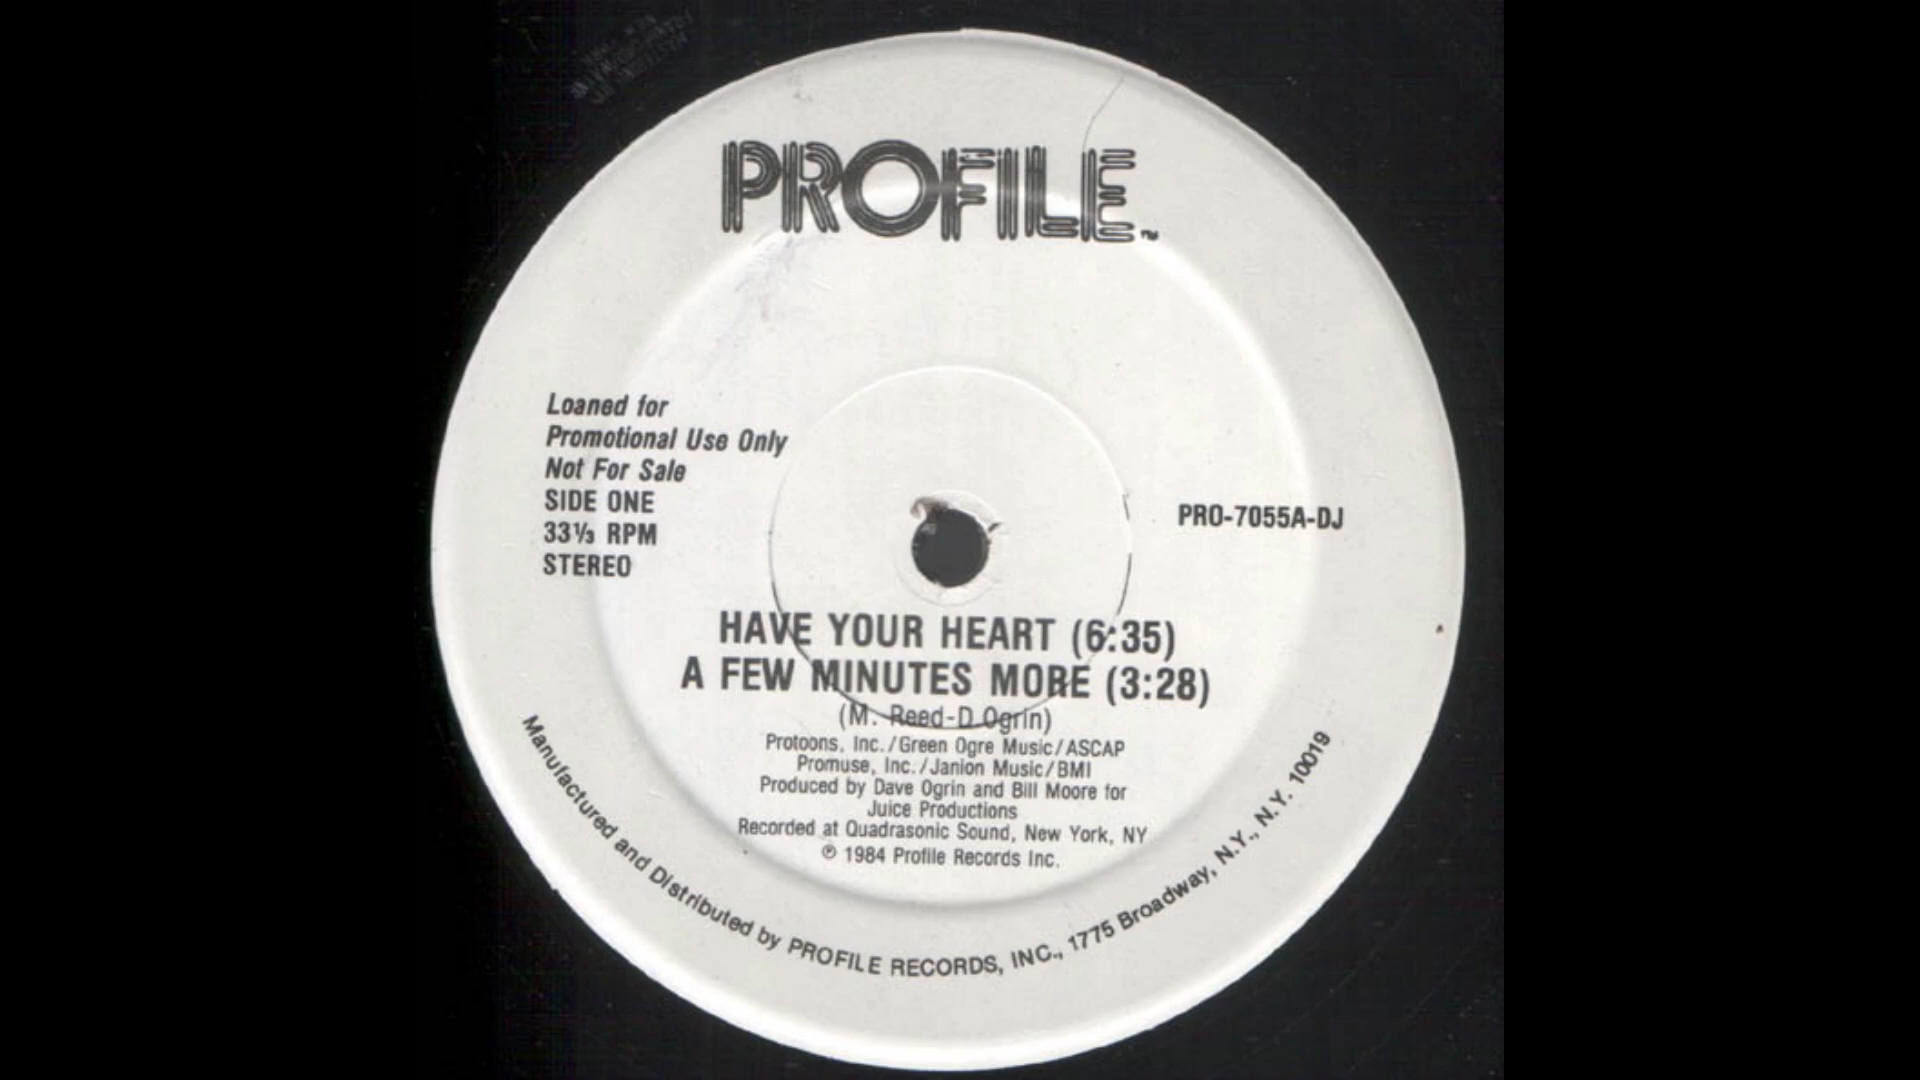 PROFILE™
Loaned for
Promotional Use Only
Not For Sale
SIDE ONE
33⅓ RPM
STEREO
PRO-7055A-DJ
HAVE YOUR HEART (6:35)
A FEW MINUTES MORE (3:28)
(M. Reed-D.Ogrin)
Protoons, Inc./Green Ogre Music/ASCAP
Promuse, Inc./Janion Music/BMI
Produced by Dave Ogrin and Bill Moore for
Juice Productions
Recorded at Quadrasonic Sound, New York, NY
℗ 1984 Profile Records Inc.
Manufactured and Distributed by PROFILE RECORDS, INC., 1775 Broadway, N.Y., N.Y. 10019